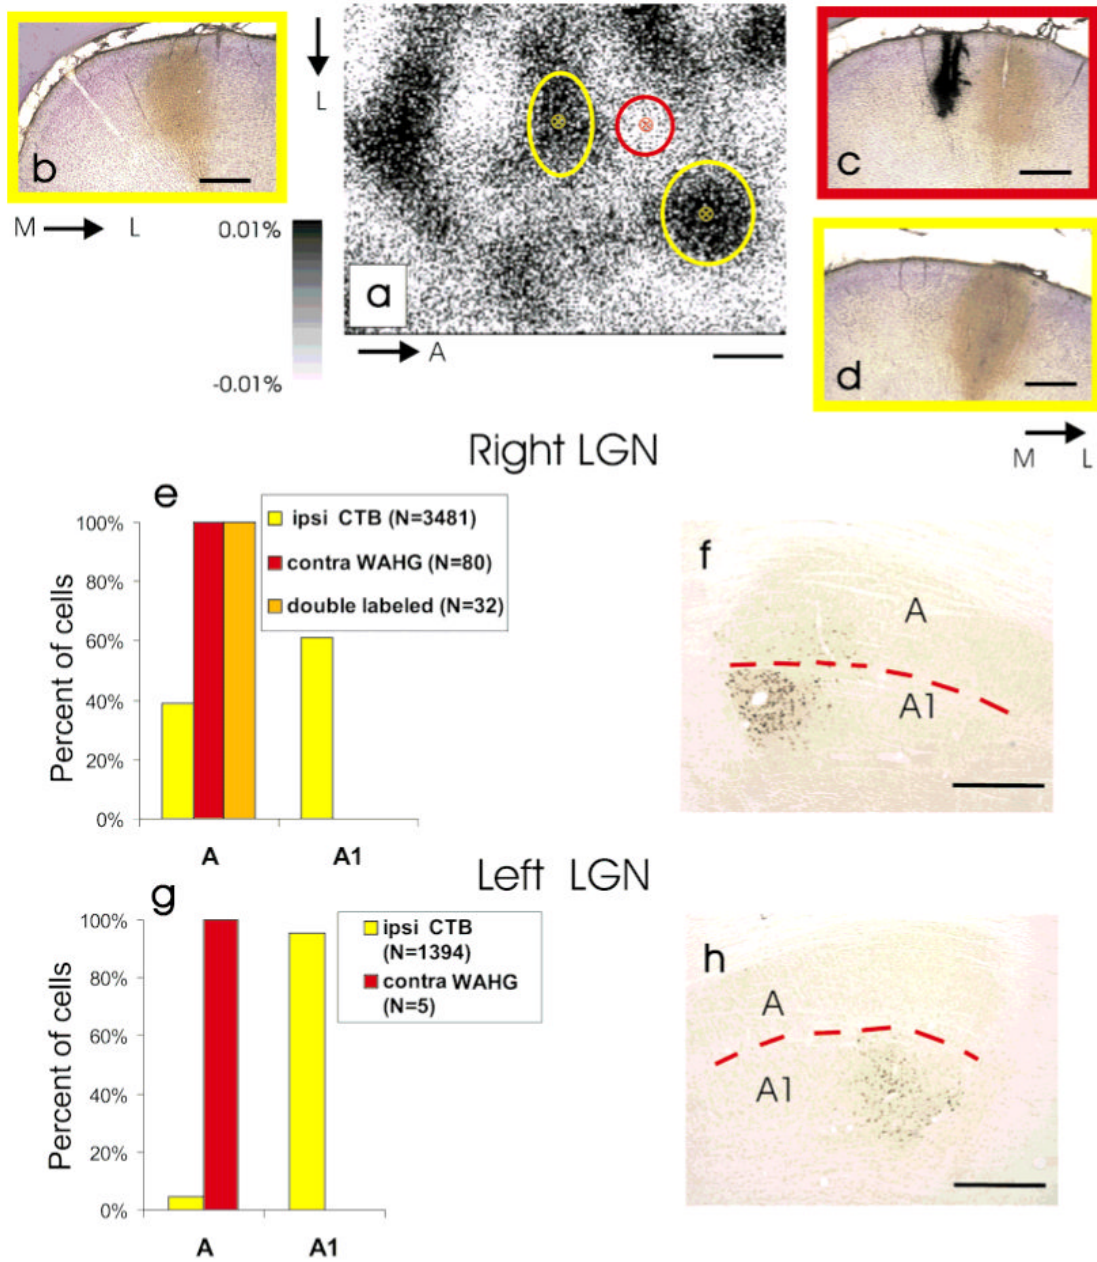 b
M L
L
0.01%
-0.01%
a
A
c
d
M L
Right LGN
e
100%
80%
60%
40%
20%
0%
Percent of cells
ipsi CTB (N=3481)
contra WAHG (N=80)
double labeled (N=32)
A A1
f
A
A1
Left LGN
g
100%
80%
60%
40%
20%
0%
Percent of cells
ipsi CTB
(N=1394)
contra WAHG
(N=5)
A A1
h
A
A1